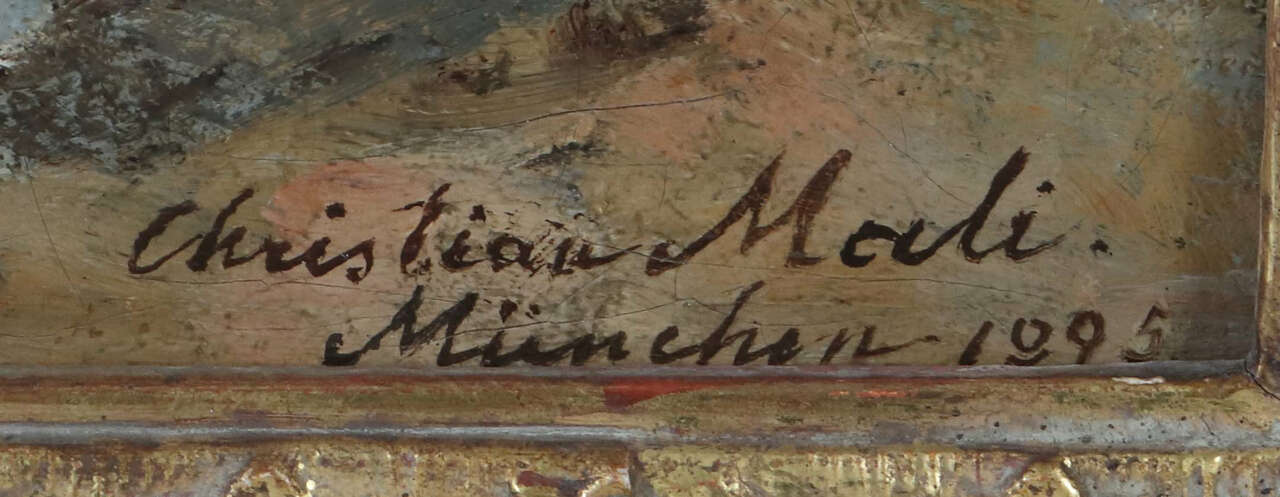 Christian Mali.
München 1895